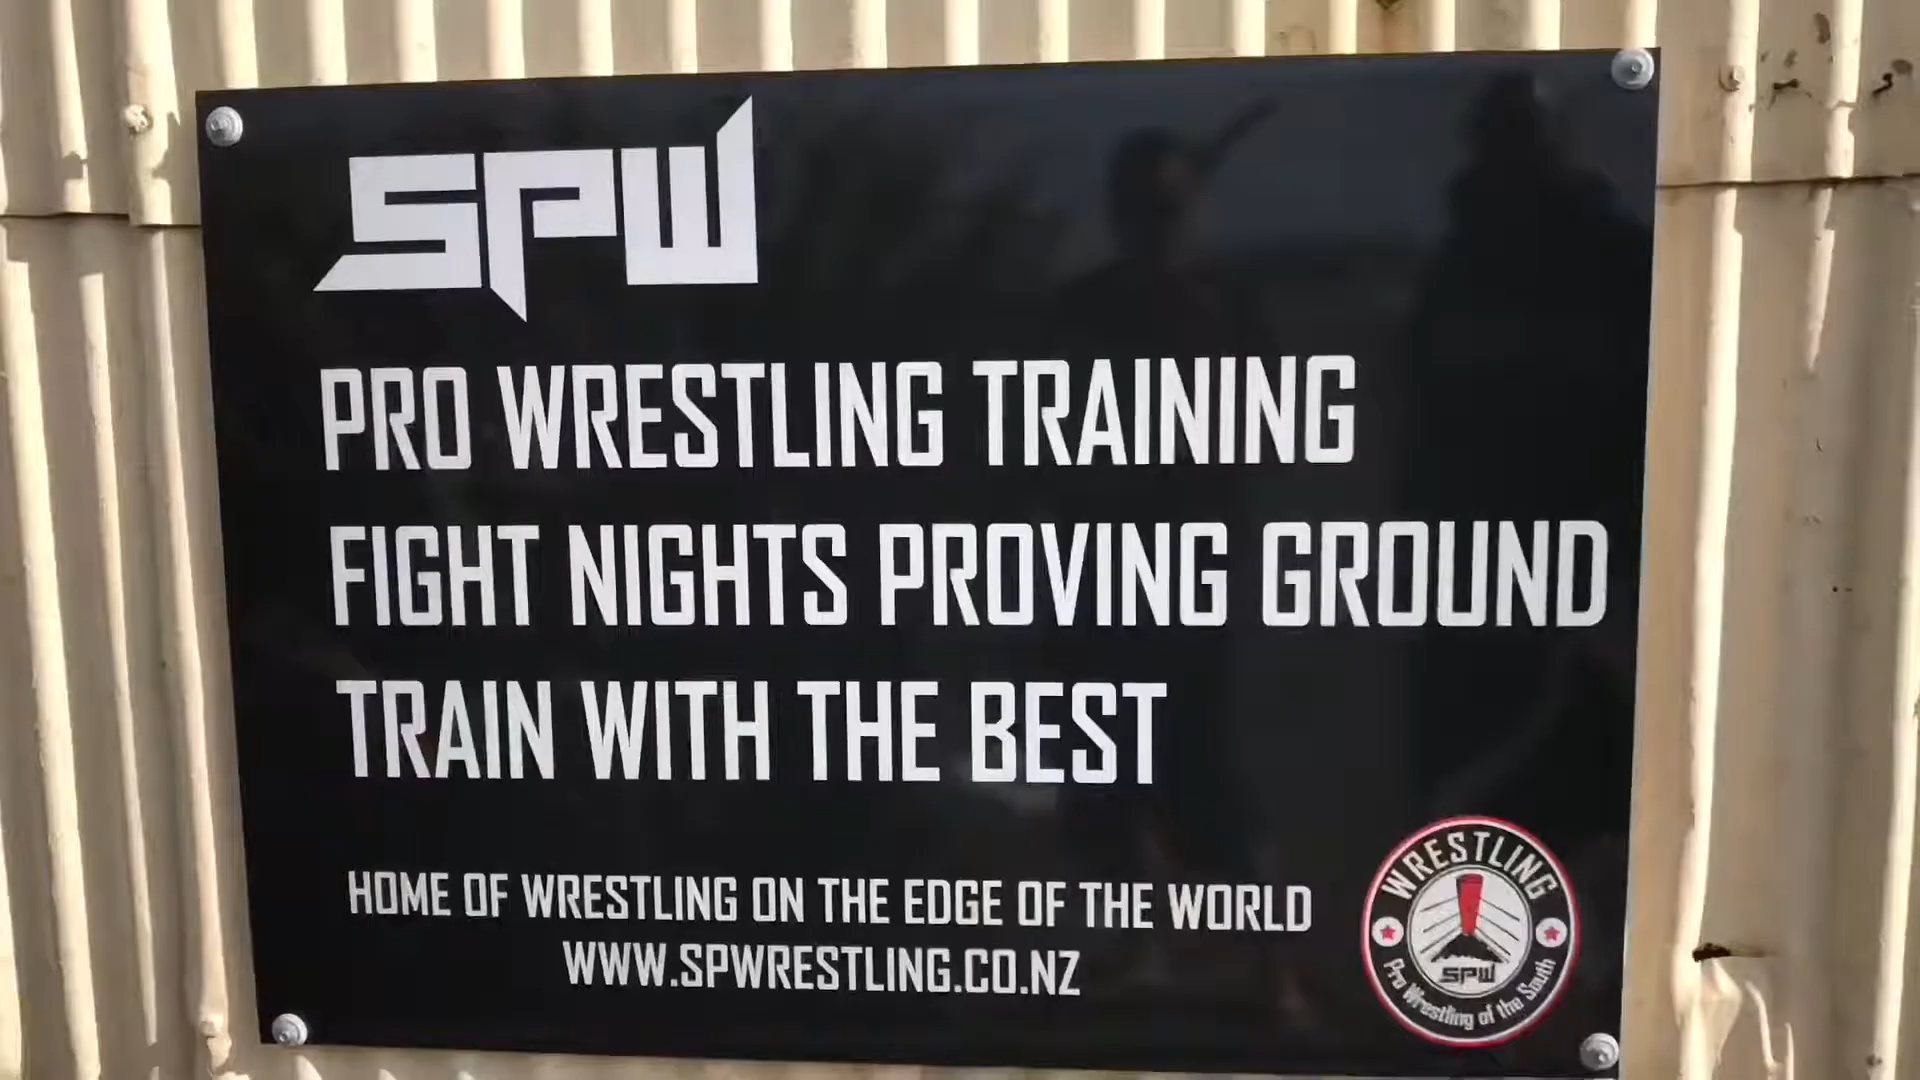 SPW
PRO WRESTLING TRAINING
FIGHT NIGHTS PROVING GROUND
TRAIN WITH THE BEST
HOME OF WRESTLING ON THE EDGE OF THE WORLD
WWW.SPWRESTLING.CO.NZ
WRESTLING
SPW
Pro Wrestling of the South